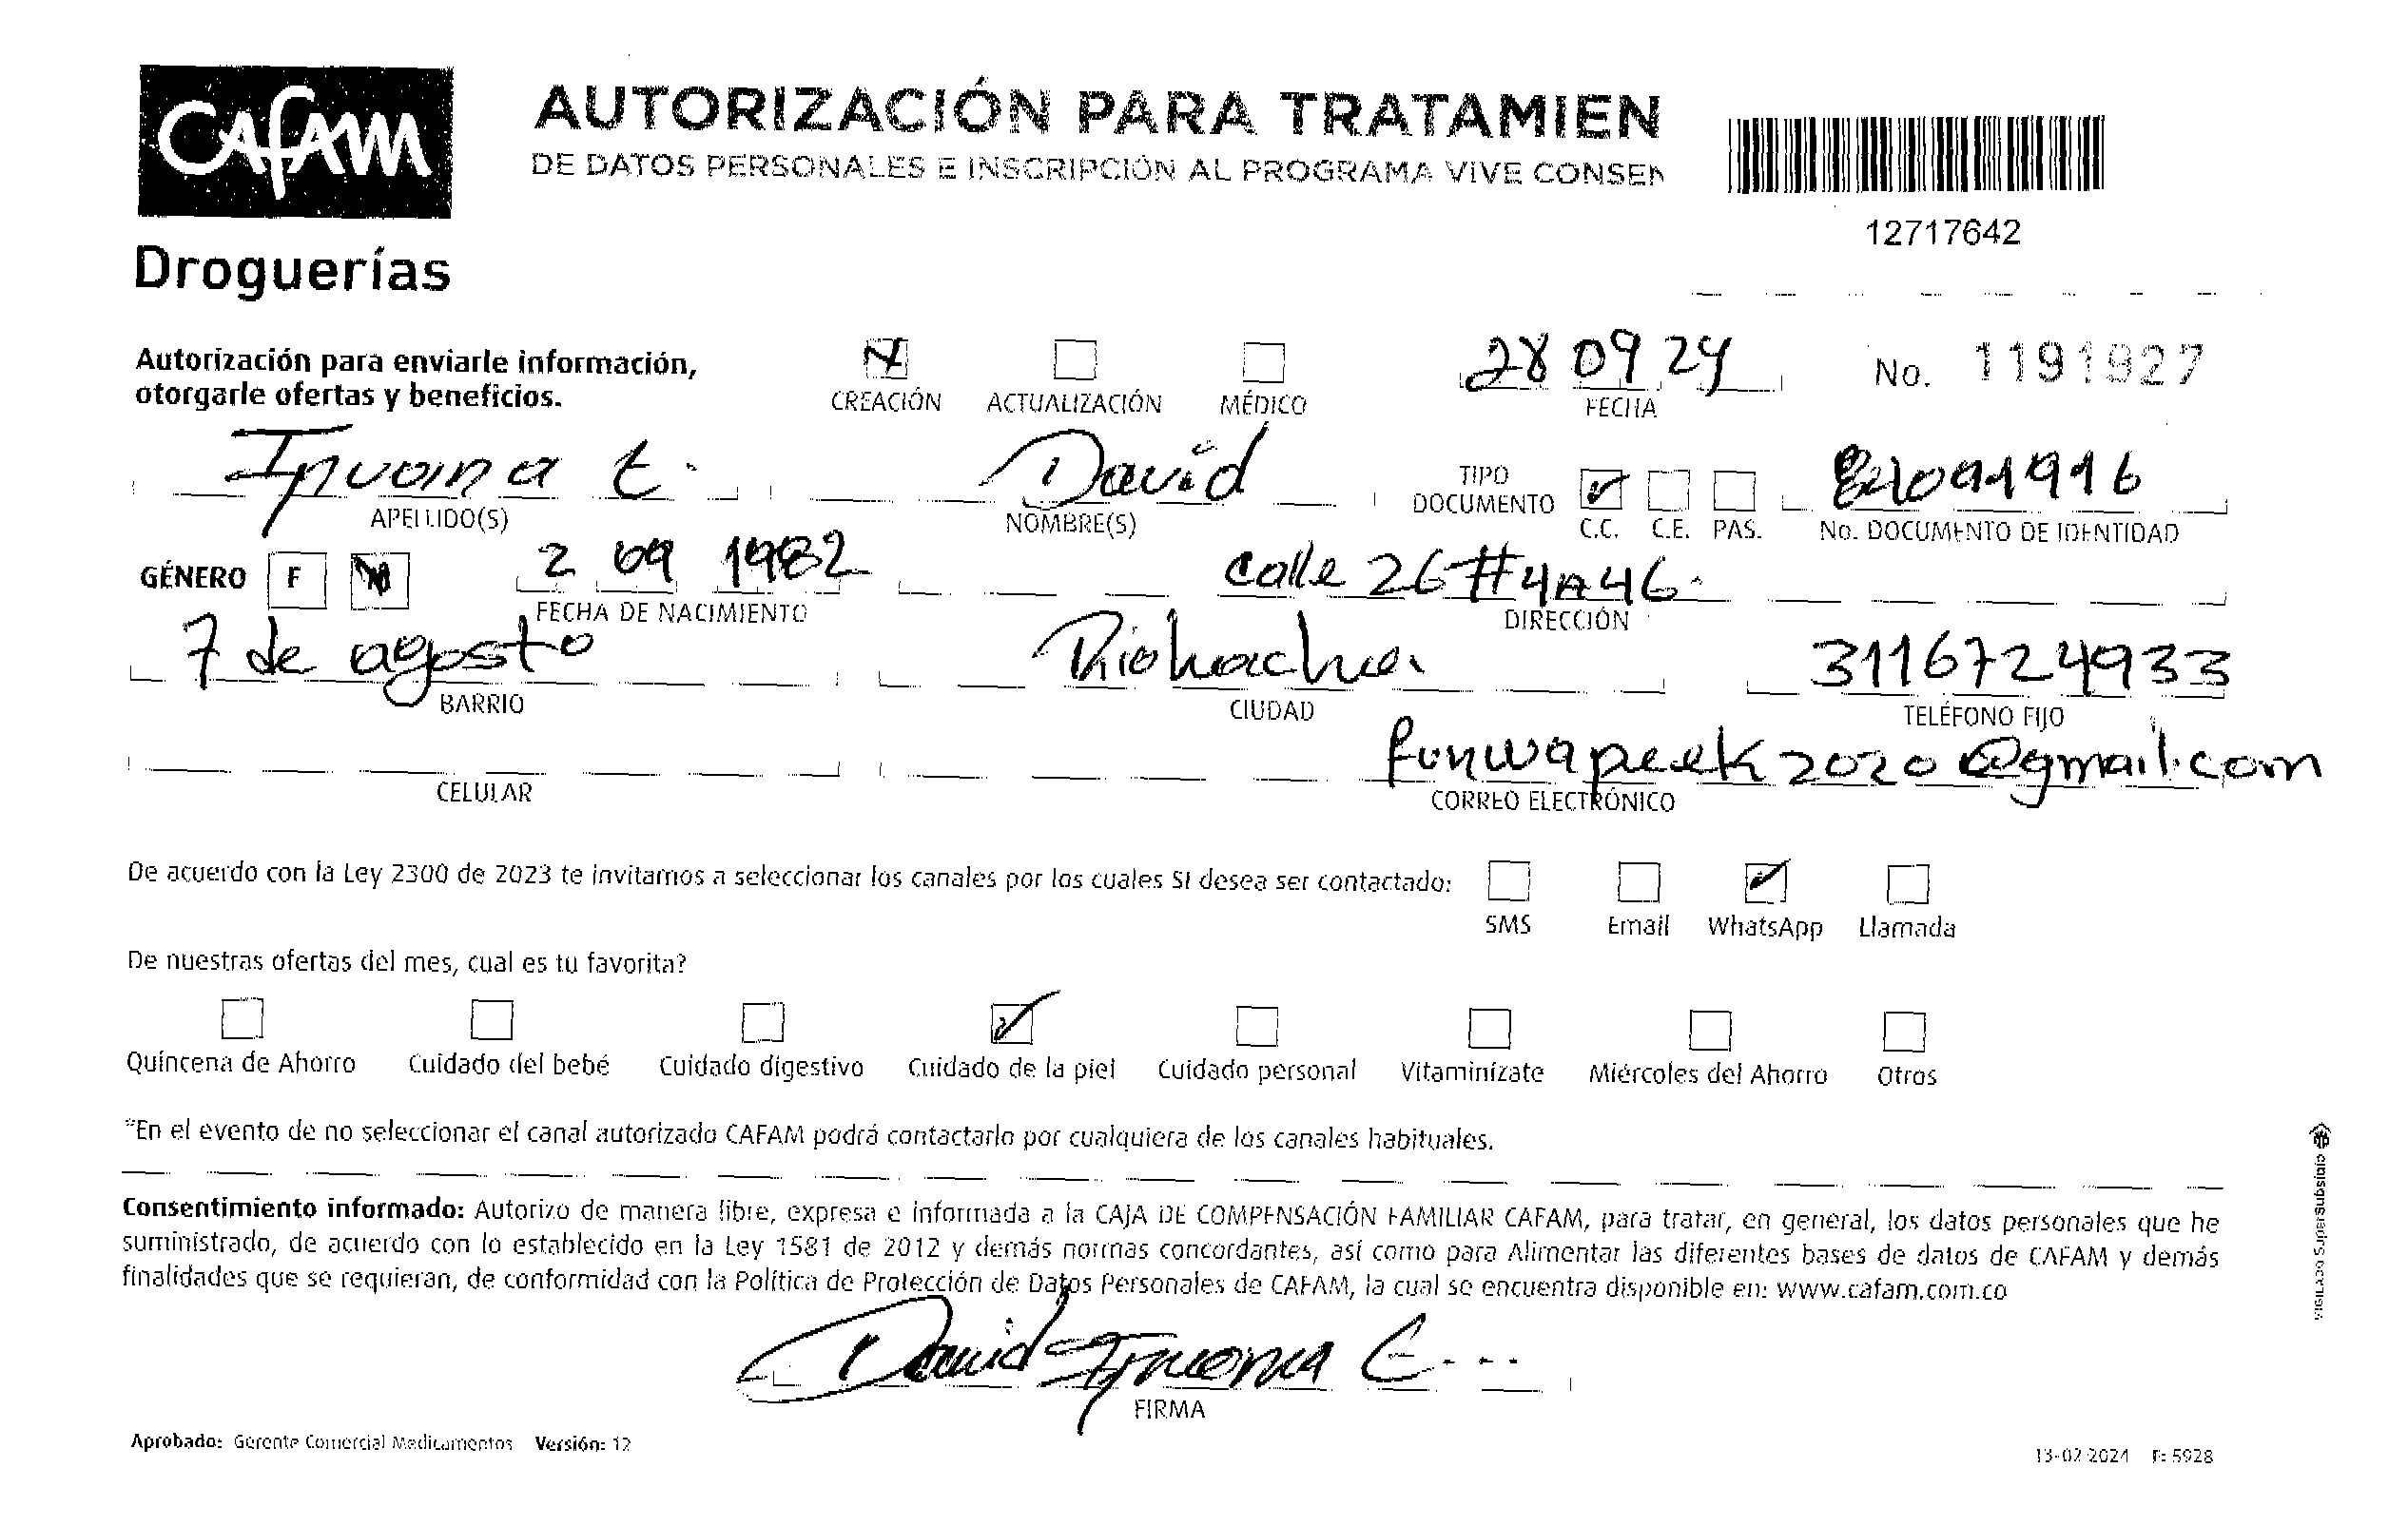 CAFAM
Droguerías
AUTORIZACIÓN PARA TRATAMIEN
DE DATOS PERSONALES E INSCRIPCIÓN AL PROGRAMA VIVE CONSEN
12717642
Autorización para enviarle información,
otorgarle ofertas y beneficios.
CREACIÓN ACTUALIZACIÓN MÉDICO
28 09 24
FECHA
No. 1191927
David
APELLIDO(S) NOMBRE(S)
TIPO
DOCUMENTO
C.C. C.E. PAS.
No. DOCUMENTO DE IDENTIDAD
GÉNERO F
2 09 1982
calle 26 #4A46.
FECHA DE NACIMIENTO DIRECCIÓN
7 de agosto Riohacha. 3116724933
BARRIO CIUDAD TELÉFONO FIJO
funwapeek2020@gmail.com
CELULAR CORREO ELECTRÓNICO
De acuerdo con la Ley 2300 de 2023 te invitamos a seleccionar los canales por los cuales SI desea ser contactado:
SMS Email WhatsApp Llamada
De nuestras ofertas del mes, cual es tu favorita?
Quincena de Ahorro Cuidado del bebé Cuidado digestivo Cuidado de la piel Cuidado personal Vitaminízate Miércoles del Ahorro Otros
*En el evento de no seleccionar el canal autorizado CAFAM podrá contactarlo por cualquiera de los canales habituales.
Consentimiento informado: Autorizo de manera libre, expresa e informada a la CAJA DE COMPENSACIÓN FAMILIAR CAFAM, para tratar, en general, los datos personales que he
suministrado, de acuerdo con lo establecido en la Ley 1581 de 2012 y demás normas concordantes, así como para Alimentar las diferentes bases de datos de CAFAM y demás
finalidades que se requieran, de conformidad con la Política de Protección de Datos Personales de CAFAM, la cual se encuentra disponible en: www.cafam.com.co
David
FIRMA
Aprobado: Gerente Comercial Medicamentos Versión: 12
13-02-2024 F: 5928
VIGILADO SuperSubsidio